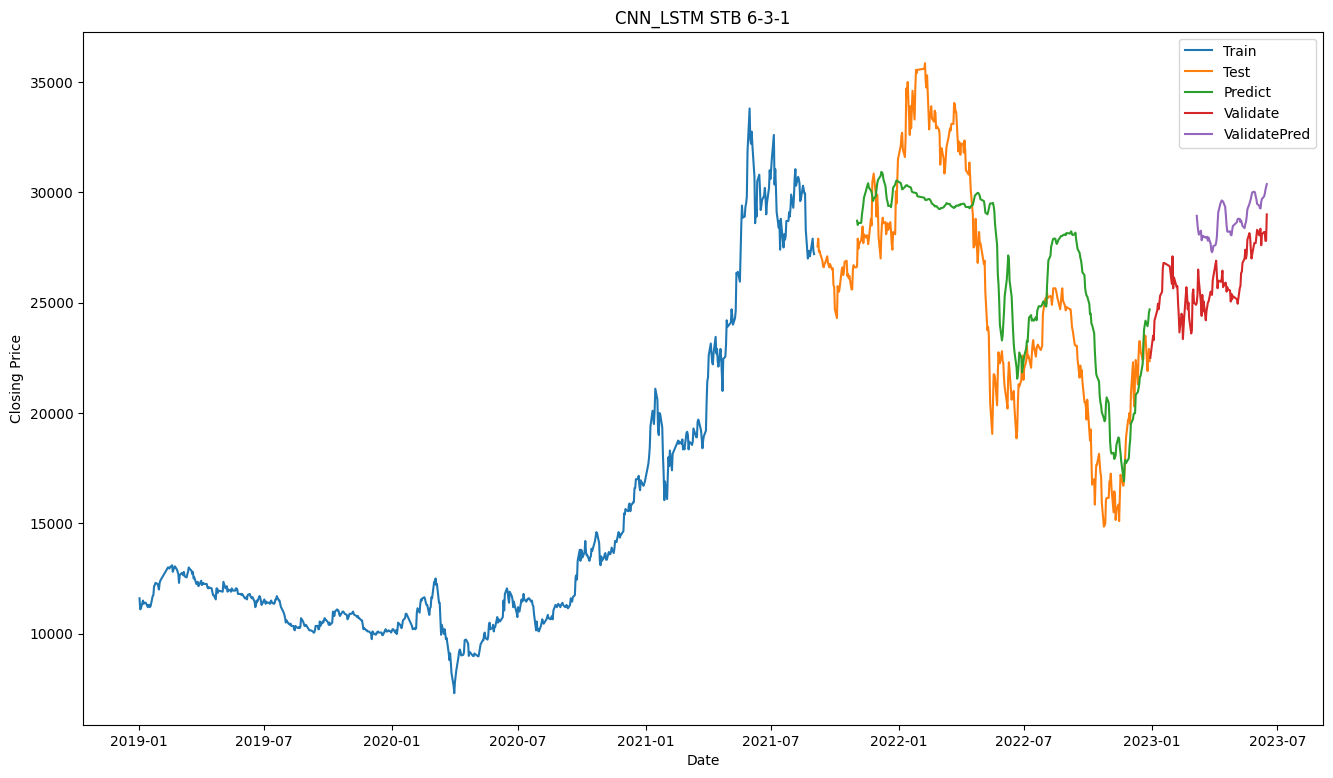 CNN_LSTM STB 6-3-1
Train
Test
Predict
Validate
ValidatePred
Closing Price
35000
30000
25000
20000
15000
10000
2019-01 2019-07 2020-01 2020-07 2021-01 2021-07 2022-01 2022-07 2023-01 2023-07
Date